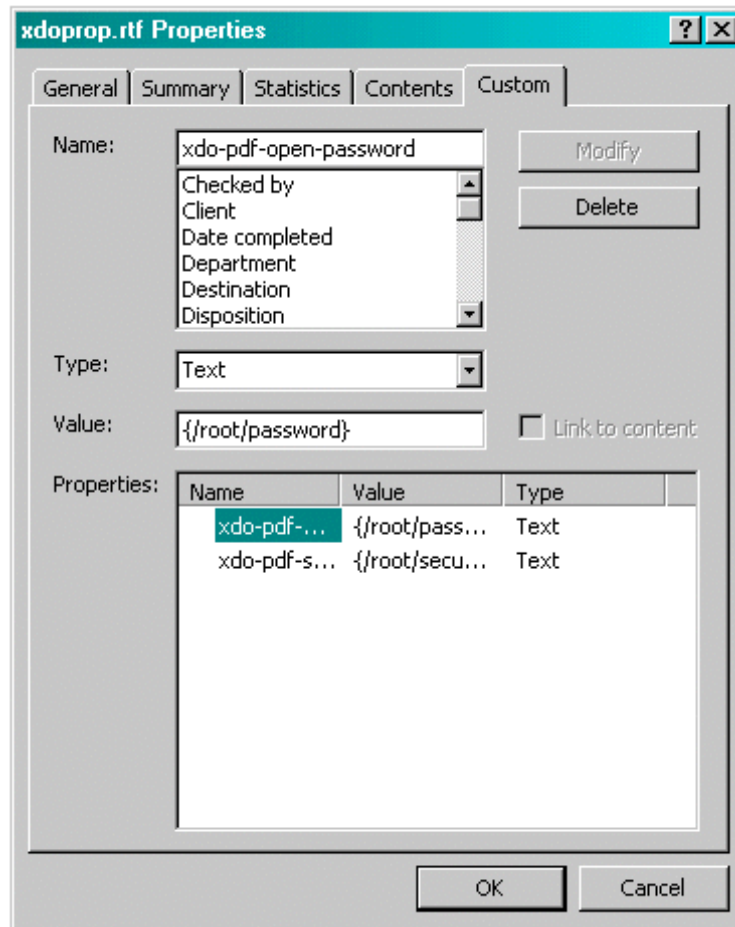 xdoprop.rtf Properties
General Summary Statistics Contents Custom
Name: xdo-pdf-open-password Modify
Checked by
Client Delete
Date completed
Department
Destination
Disposition
Type: Text
Value: {/root/password} Link to content
Properties: Name Value Type
xdo-pdf-... {/root/pass... Text
xdo-pdf-s... {/root/secu... Text
OK Cancel